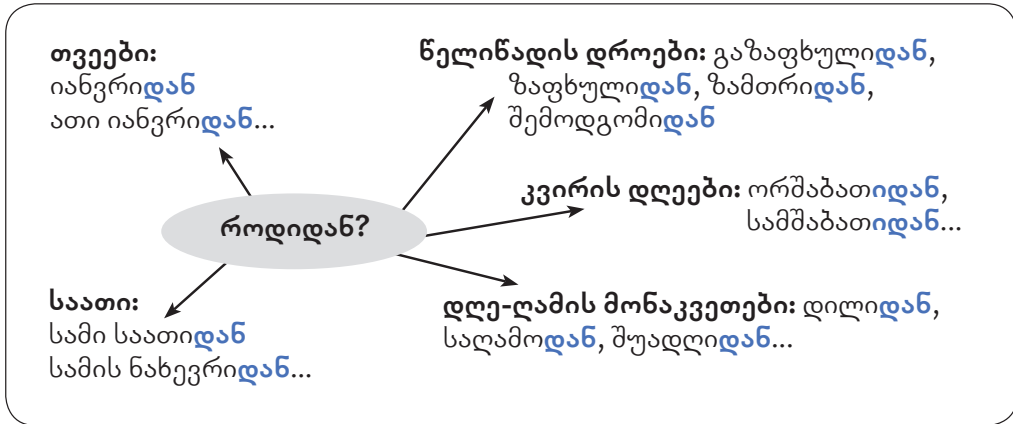 თვეები:
იანვრიდან
ათი იანვრიდან...
წელიწადის დროები: გაზაფხულიდან,
ზაფხულიდან, ზამთრიდან,
შემოდგომიდან
როდიდან?
კვირის დღეები: ორშაბათიდან,
სამშაბათიდან...
საათი:
სამი საათიდან
სამის ნახევრიდან...
დღე-ღამის მონაკვეთები: დილიდან,
საღამოდან, შუადღიდან...